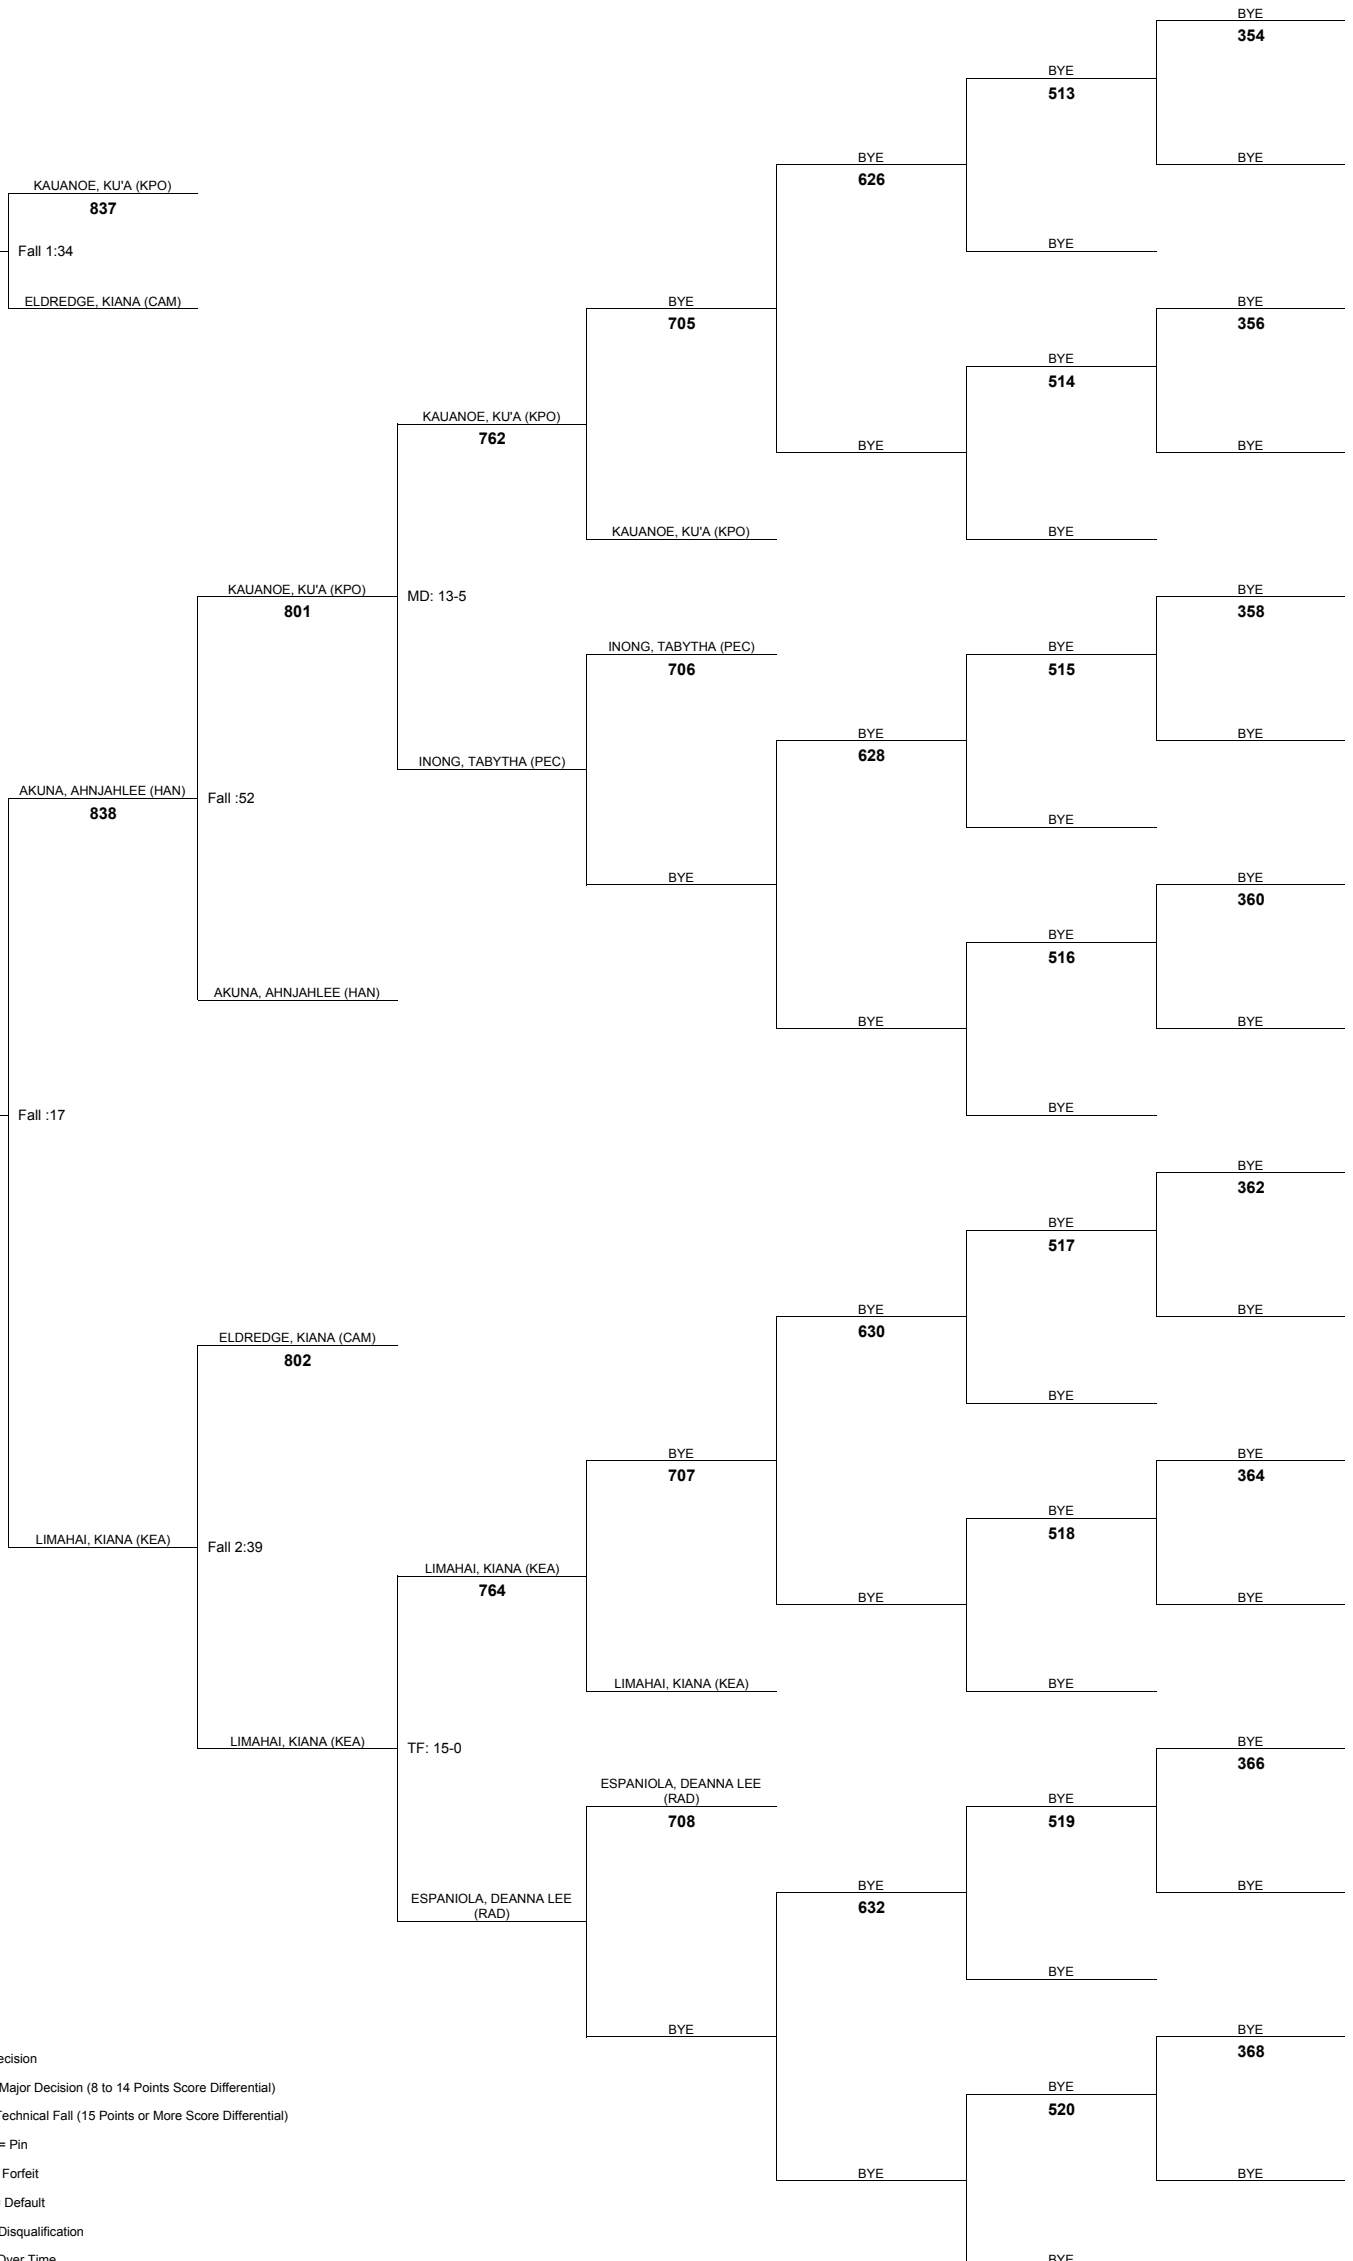 BYE
354
BYE
513
BYE
BYE
626
KAUANOE, KU'A (KPO)
837
BYE
Fall 1:34
ELDREDGE, KIANA (CAM)
BYE
705
BYE
356
BYE
514
KAUANOE, KU'A (KPO)
762
BYE
BYE
KAUANOE, KU'A (KPO)
BYE
KAUANOE, KU'A (KPO)
801
MD: 13-5
BYE
358
INONG, TABYTHA (PEC)
706
BYE
515
BYE
628
BYE
INONG, TABYTHA (PEC)
AKUNA, AHNJAHLEE (HAN)
838
Fall :52
BYE
BYE
BYE
360
BYE
516
AKUNA, AHNJAHLEE (HAN)
BYE
BYE
Fall :17
BYE
BYE
362
BYE
517
BYE
630
BYE
ELDREDGE, KIANA (CAM)
802
BYE
BYE
707
BYE
364
BYE
518
LIMAHAI, KIANA (KEA)
Fall 2:39
LIMAHAI, KIANA (KEA)
764
BYE
BYE
LIMAHAI, KIANA (KEA)
BYE
LIMAHAI, KIANA (KEA)
TF: 15-0
BYE
366
ESPANIOLA, DEANNA LEE
(RAD)
708
BYE
519
BYE
632
BYE
ESPANIOLA, DEANNA LEE
(RAD)
BYE
BYE
BYE
368
ecision
Major Decision (8 to 14 Points Score Differential)
BYE
520
Technical Fall (15 Points or More Score Differential)
= Pin
Forfeit
BYE
BYE
Default
Disqualification
Over Time
BYE